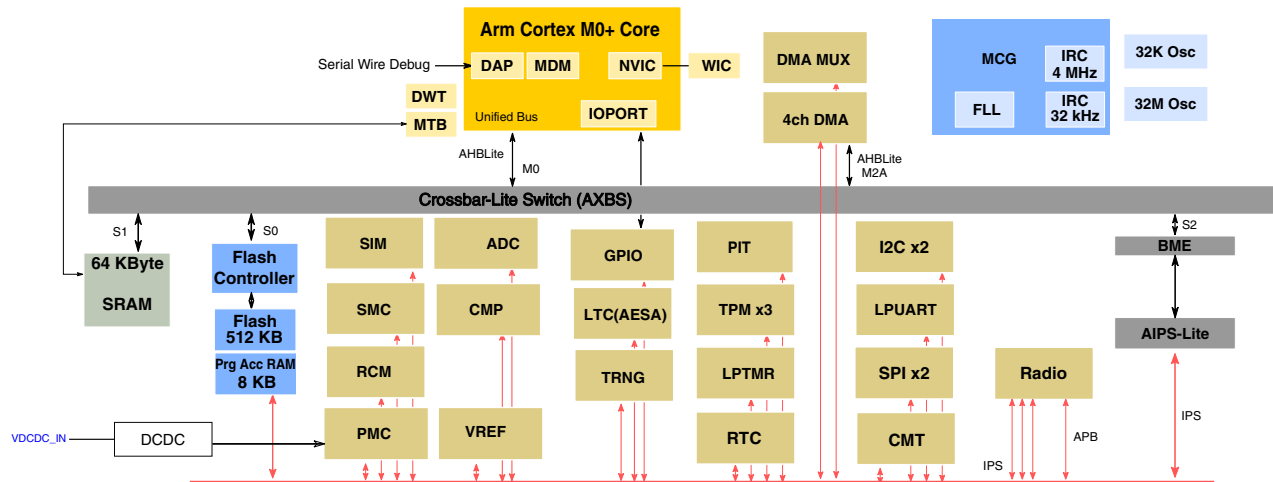 Arm Cortex M0+ Core
Serial Wire Debug
DAP
MDM
NVIC
WIC
DWT
MTB
Unified Bus
IOPORT
DMA MUX
4ch DMA
MCG
IRC
4 MHz
FLL
IRC
32 kHz
32K Osc
32M Osc
AHBLite
M0
AHBLite
M2A
Crossbar-Lite Switch (AXBS)
S1
S0
S2
64 KByte
SRAM
Flash
Controller
Flash
512 KB
Prg Acc RAM
8 KB
SIM
SMC
RCM
PMC
ADC
CMP
VREF
GPIO
LTC(AESA)
TRNG
PIT
TPM x3
LPTMR
RTC
I2C x2
LPUART
SPI x2
CMT
Radio
IPS
APB
BME
AIPS-Lite
IPS
VDCDC_IN
DCDC